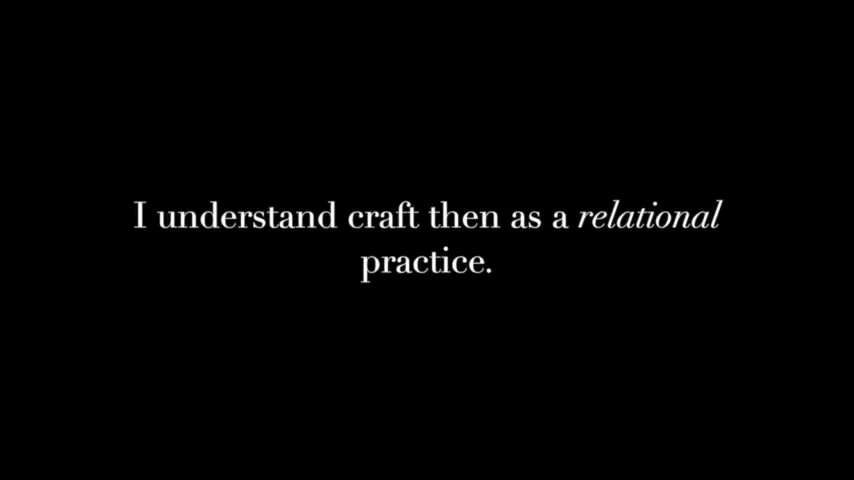 I understand craft then as a relational
practice.